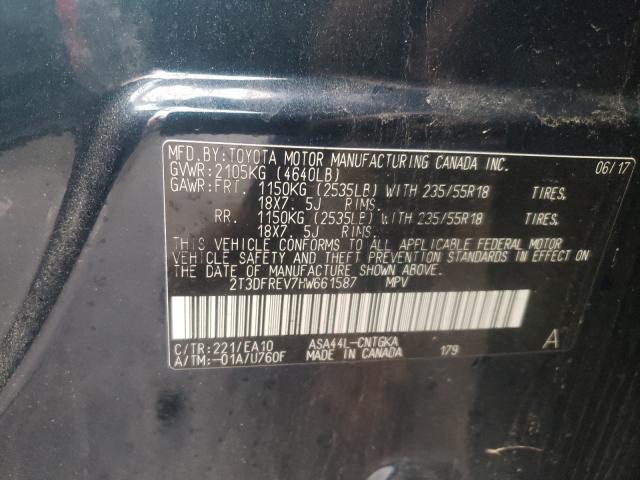 MFD. BY: TOYOTA MOTOR MANUFACTURING CANADA INC. 06/17
GVWR: 2105KG (4640LB)
GAWR: FRT. 1150KG (2535LB) WITH 235/55R18 TIRES,
18X7. 5J RIMS,
RR. 1150KG (2535LB) WITH 235/55R18 TIRES,
18X7. 5J RIMS,
THIS VEHICLE CONFORMS TO ALL APPLICABLE FEDERAL MOTOR
VEHICLE SAFETY AND THEFT PREVENTION STANDARDS IN EFFECT ON
THE DATE OF MANUFACTURE SHOWN ABOVE.
2T3DFREV7HW661587 MPV
C/TR: 221/EA10 ASA44L-CNTGKA A
A/TM: -01A/U760F MADE IN CANADA 179